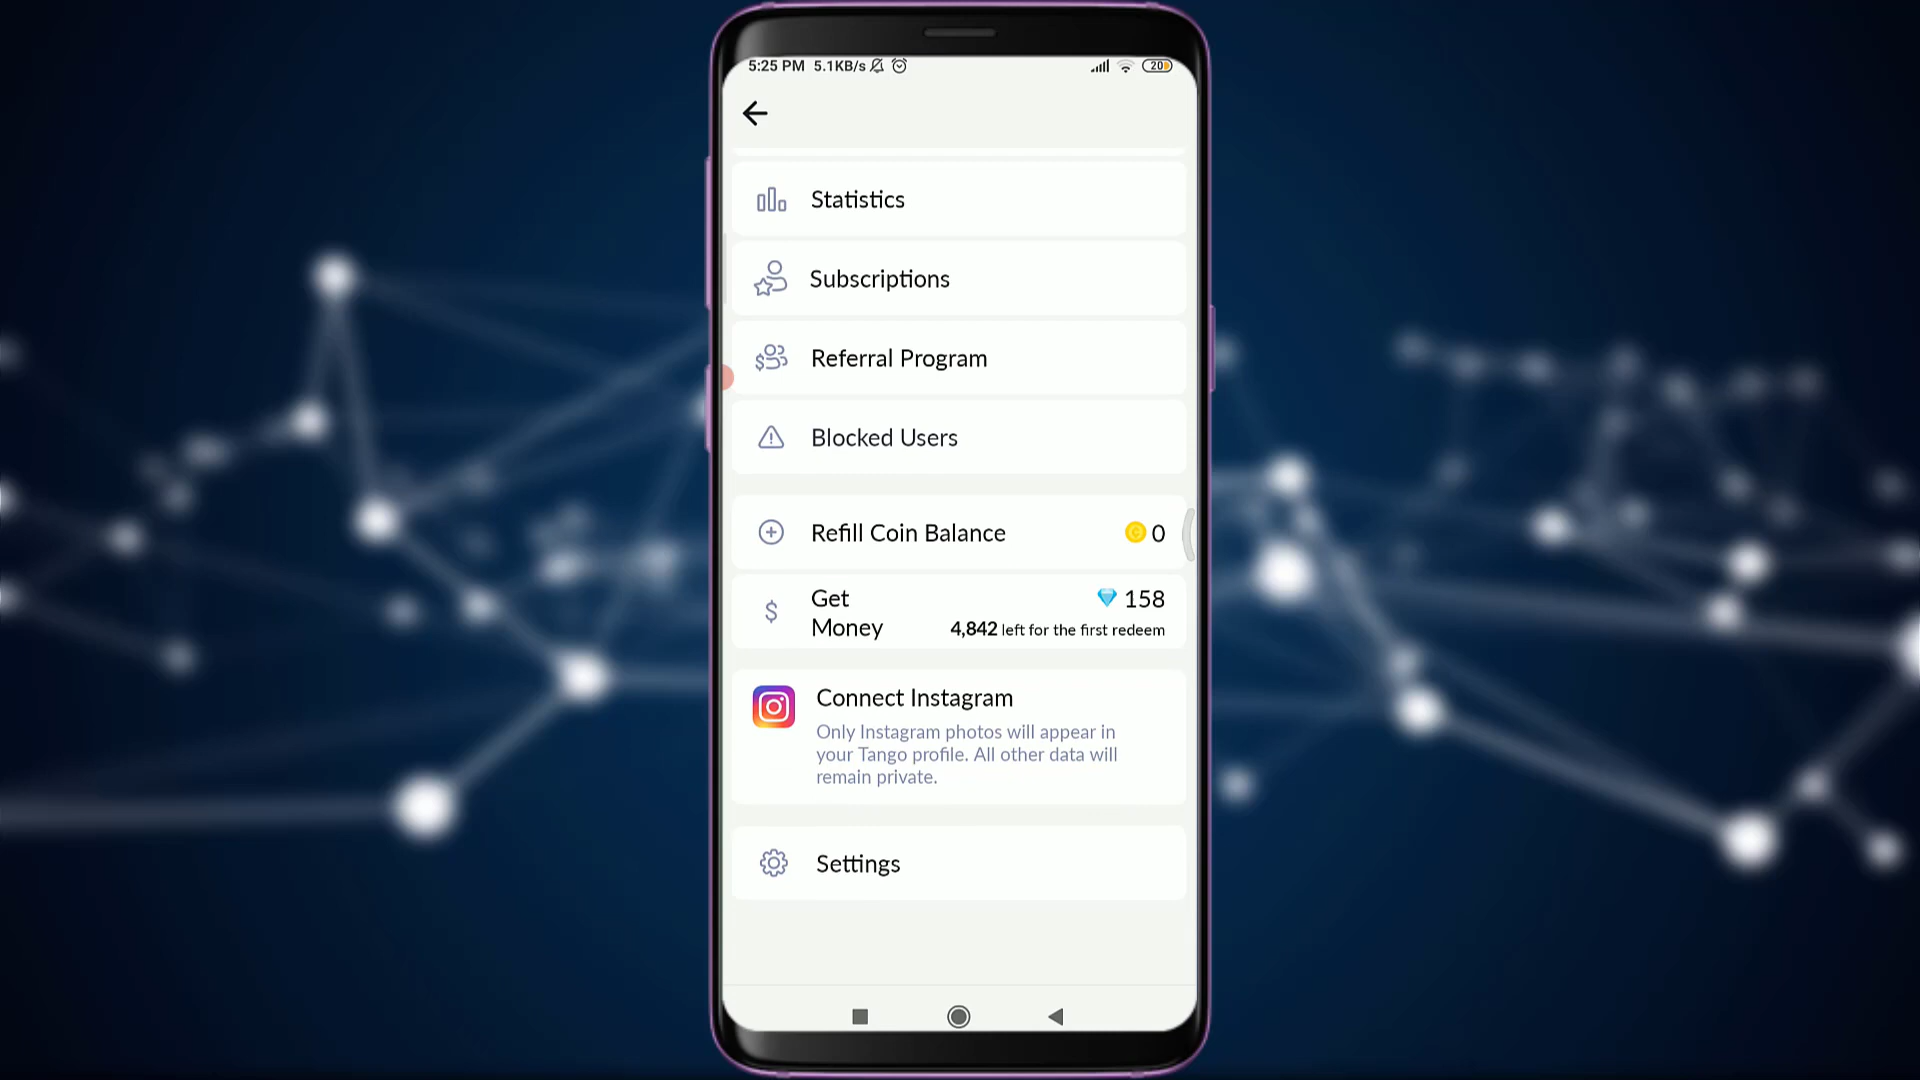 5:25 PM 5.1KB/s 20
Statistics
Subscriptions
Referral Program
Blocked Users
Refill Coin Balance 0
Get Money 158
4,842 left for the first redeem
Connect Instagram
Only Instagram photos will appear in
your Tango profile. All other data will
remain private.
Settings